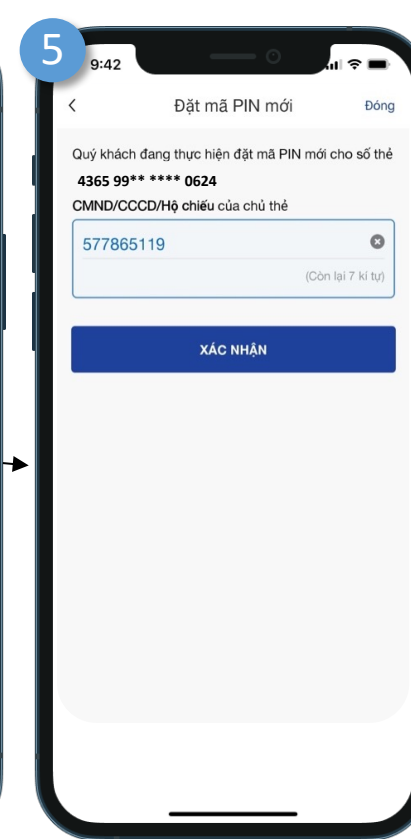 5
9:42
Đặt mã PIN mới
Đóng
Quý khách đang thực hiện đặt mã PIN mới cho số thẻ
4365 99** **** 0624
CMND/CCCD/Hộ chiếu của chủ thẻ
577865119
(Còn lại 7 kí tự)
XÁC NHẬN